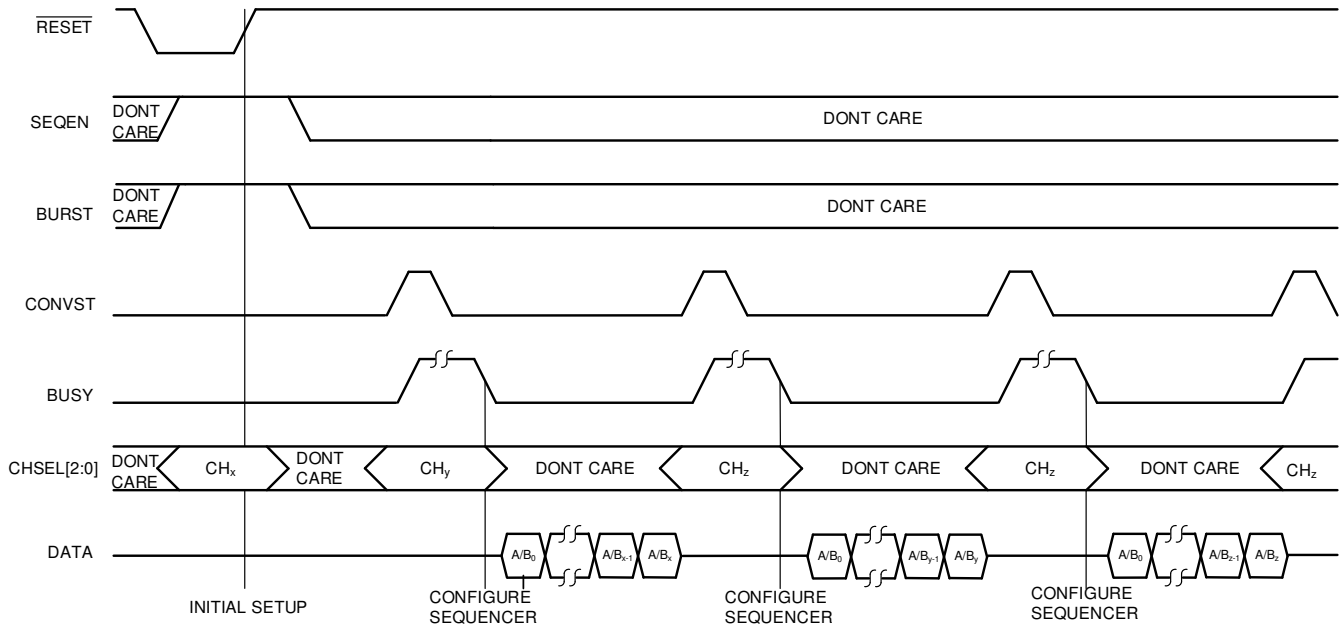 RESET
SEQEN
DONT
CARE
DONT CARE
BURST
DONT
CARE
DONT CARE
CONVST
BUSY
CHSEL[2:0]
DONT
CARE
CHx
DONT
CARE
CHy
DONT CARE
CHz
DONT CARE
CHz
DONT CARE
CHz
DATA
A/B0
A/Bx-1
A/Bx
A/B0
A/By-1
A/By
A/B0
A/Bz-1
A/Bz
INITIAL SETUP
CONFIGURE
SEQUENCER
CONFIGURE
SEQUENCER
CONFIGURE
SEQUENCER